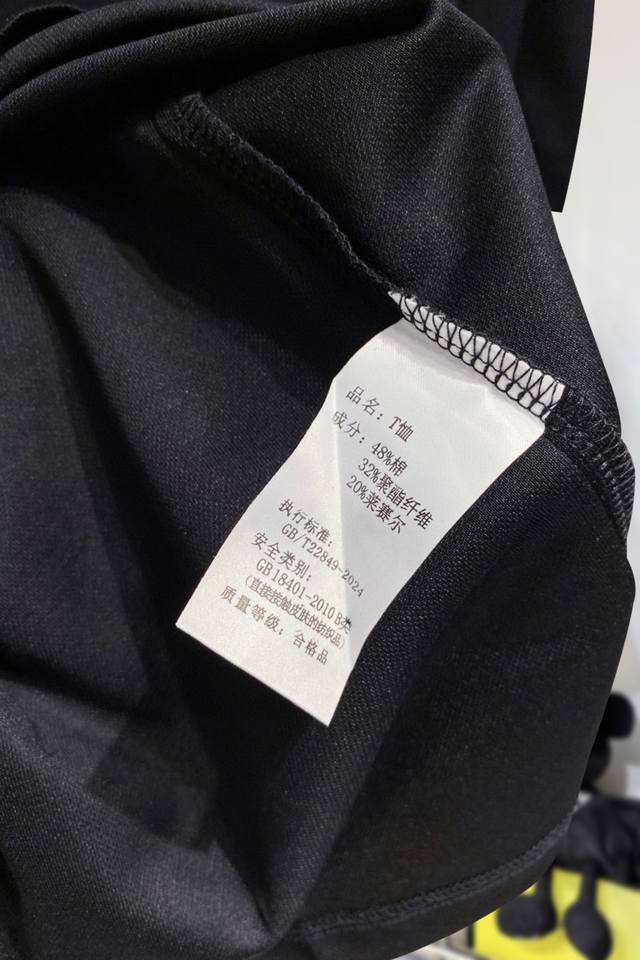 品名：T恤
成分：48%棉
32%聚酯纤维
20%莱赛尔
执行标准：
GB/T22849-2024
安全类别：
GB18401-2010 B类
(直接接触皮肤的纺织品)
质量等级：合格品